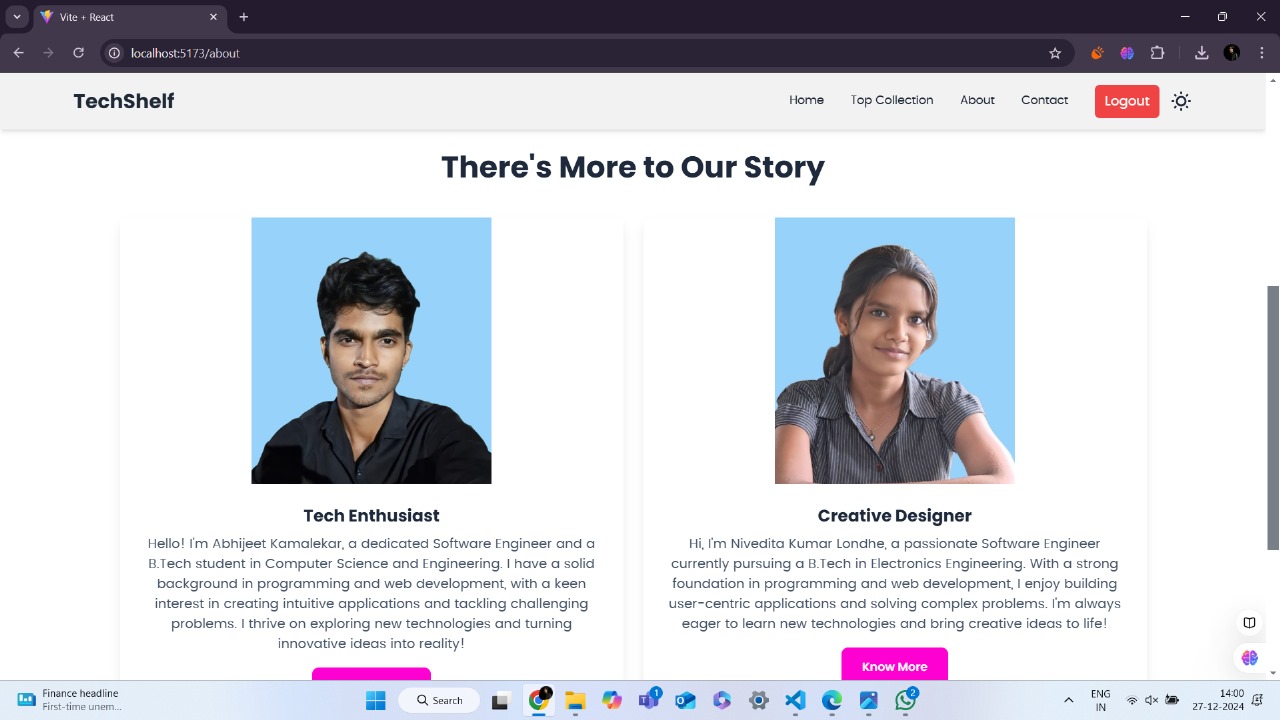 Vite + React
localhost:5173/about
TechShelf
Home
Top Collection
About
Contact
Logout
There's More to Our Story
Tech Enthusiast
Hello! I'm Abhijeet Kamalekar, a dedicated Software Engineer and a
B.Tech student in Computer Science and Engineering. I have a solid
background in programming and web development, with a keen
interest in creating intuitive applications and tackling challenging
problems. I thrive on exploring new technologies and turning
innovative ideas into reality!
Creative Designer
Hi, I'm Nivedita Kumar Londhe, a passionate Software Engineer
currently pursuing a B.Tech in Electronics Engineering. With a strong
foundation in programming and web development, I enjoy building
user-centric applications and solving complex problems. I'm always
eager to learn new technologies and bring creative ideas to life!
Know More
Finance headline
First-time unem...
Search
1
2
ENG
IN
14:00
27-12-2024